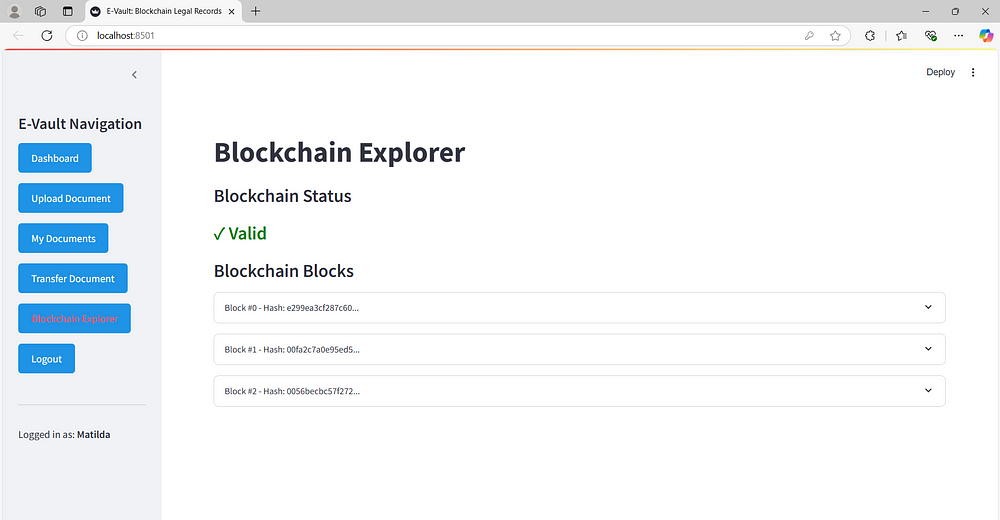 E-Vault: Blockchain Legal Records
localhost:8501
Deploy
E-Vault Navigation
Dashboard
Upload Document
My Documents
Transfer Document
Blockchain Explorer
Logout
Logged in as: Matilda
Blockchain Explorer
Blockchain Status
✓ Valid
Blockchain Blocks
Block #0 - Hash: e299ea3cf287c60...
Block #1 - Hash: 00fa2c7a0e95ed5...
Block #2 - Hash: 0056becbc57f272...